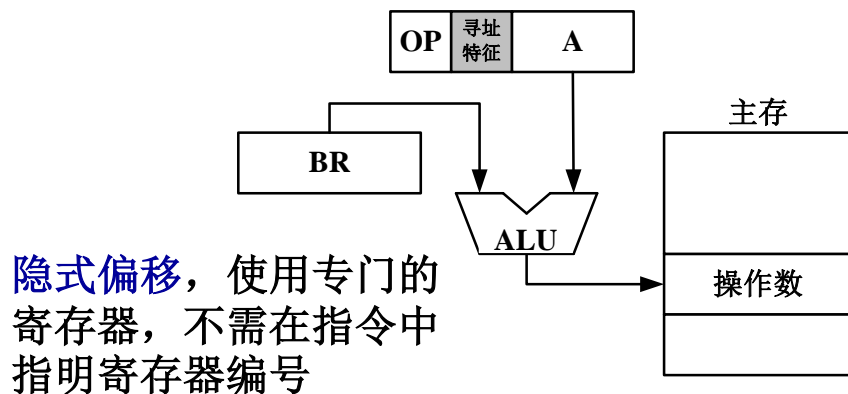 OP 寻址特征 A
主存
BR
ALU
操作数
隐式偏移，使用专门的
寄存器，不需在指令中
指明寄存器编号